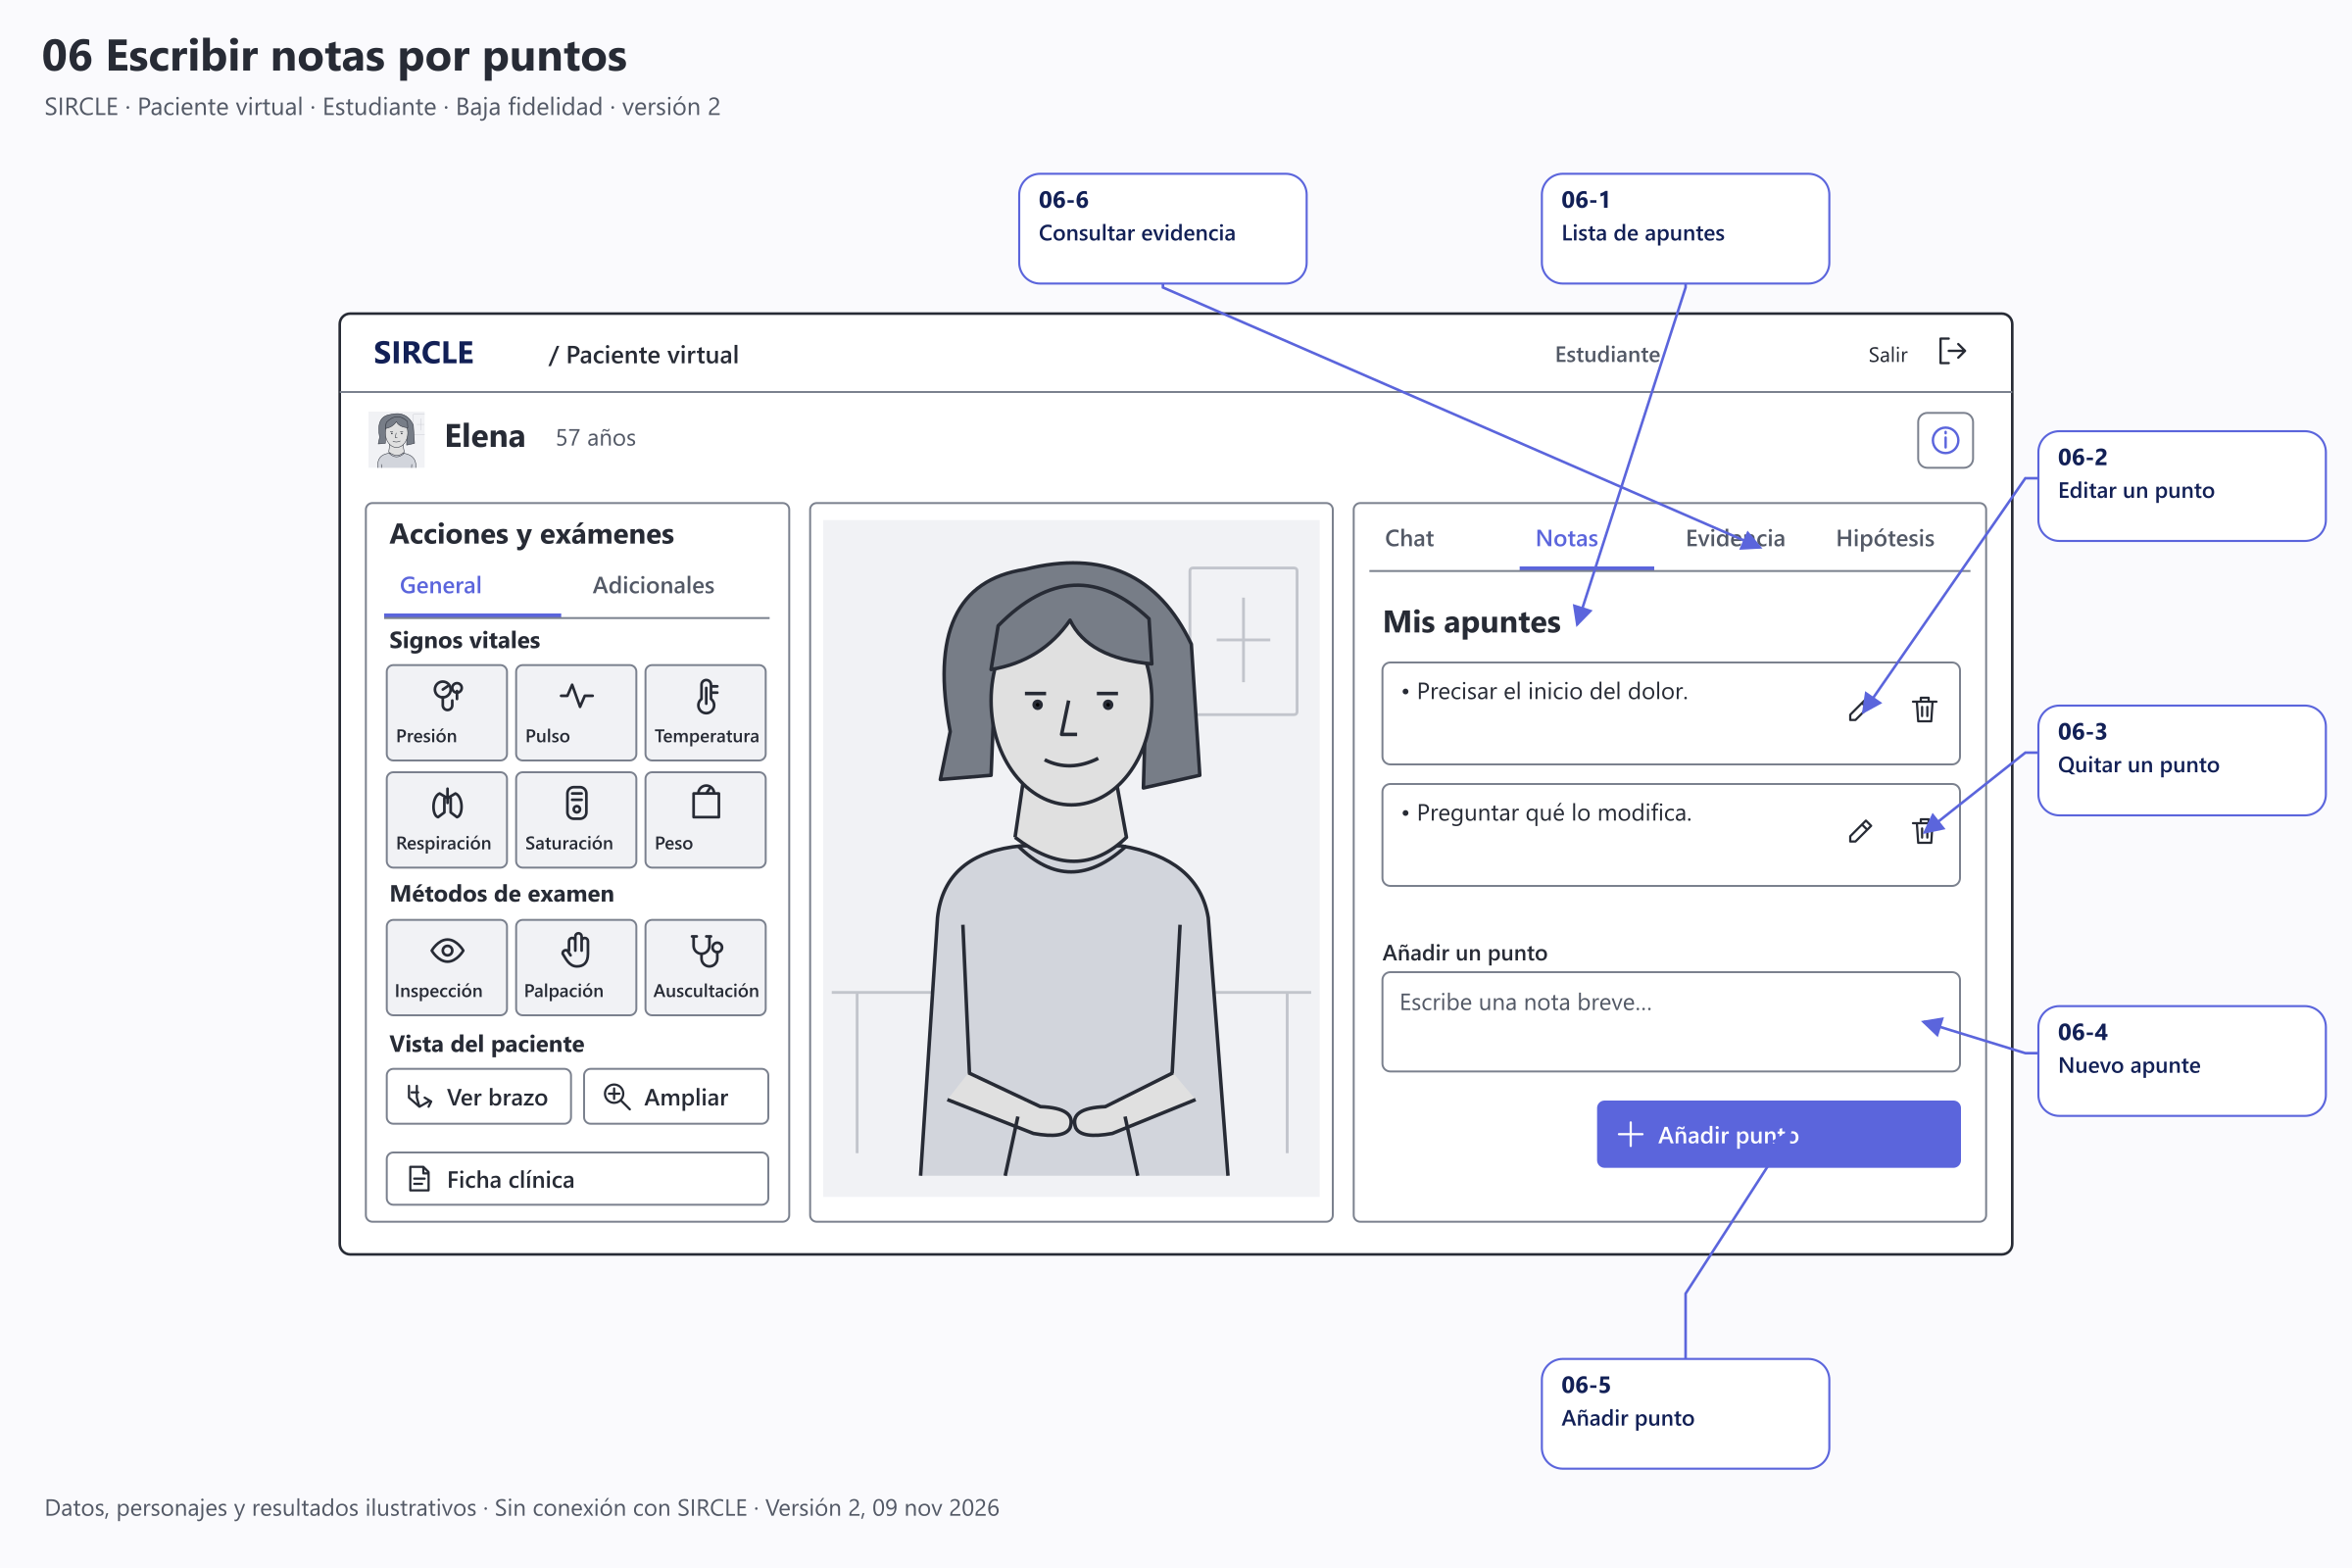 06 Escribir notas por puntos
SIRCLE · Paciente virtual · Estudiante · Baja fidelidad · versión 2
06-6
Consultar evidencia
06-1
Lista de apuntes
SIRCLE / Paciente virtual Estudiante Salir
Elena 57 años
06-2
Editar un punto
Acciones y exámenes
General Adicionales
Signos vitales
Presión Pulso Temperatura
Respiración Saturación Peso
Métodos de examen
Inspección Palpación Auscultación
Vista del paciente
Ver brazo Ampliar
Ficha clínica
Chat Notas Evidencia Hipótesis
Mis apuntes
• Precisar el inicio del dolor.
• Preguntar qué lo modifica.
06-3
Quitar un punto
Añadir un punto
Escribe una nota breve...
06-4
Nuevo apunte
Añadir punto
06-5
Añadir punto
Datos, personajes y resultados ilustrativos · Sin conexión con SIRCLE · Versión 2, 09 nov 2026